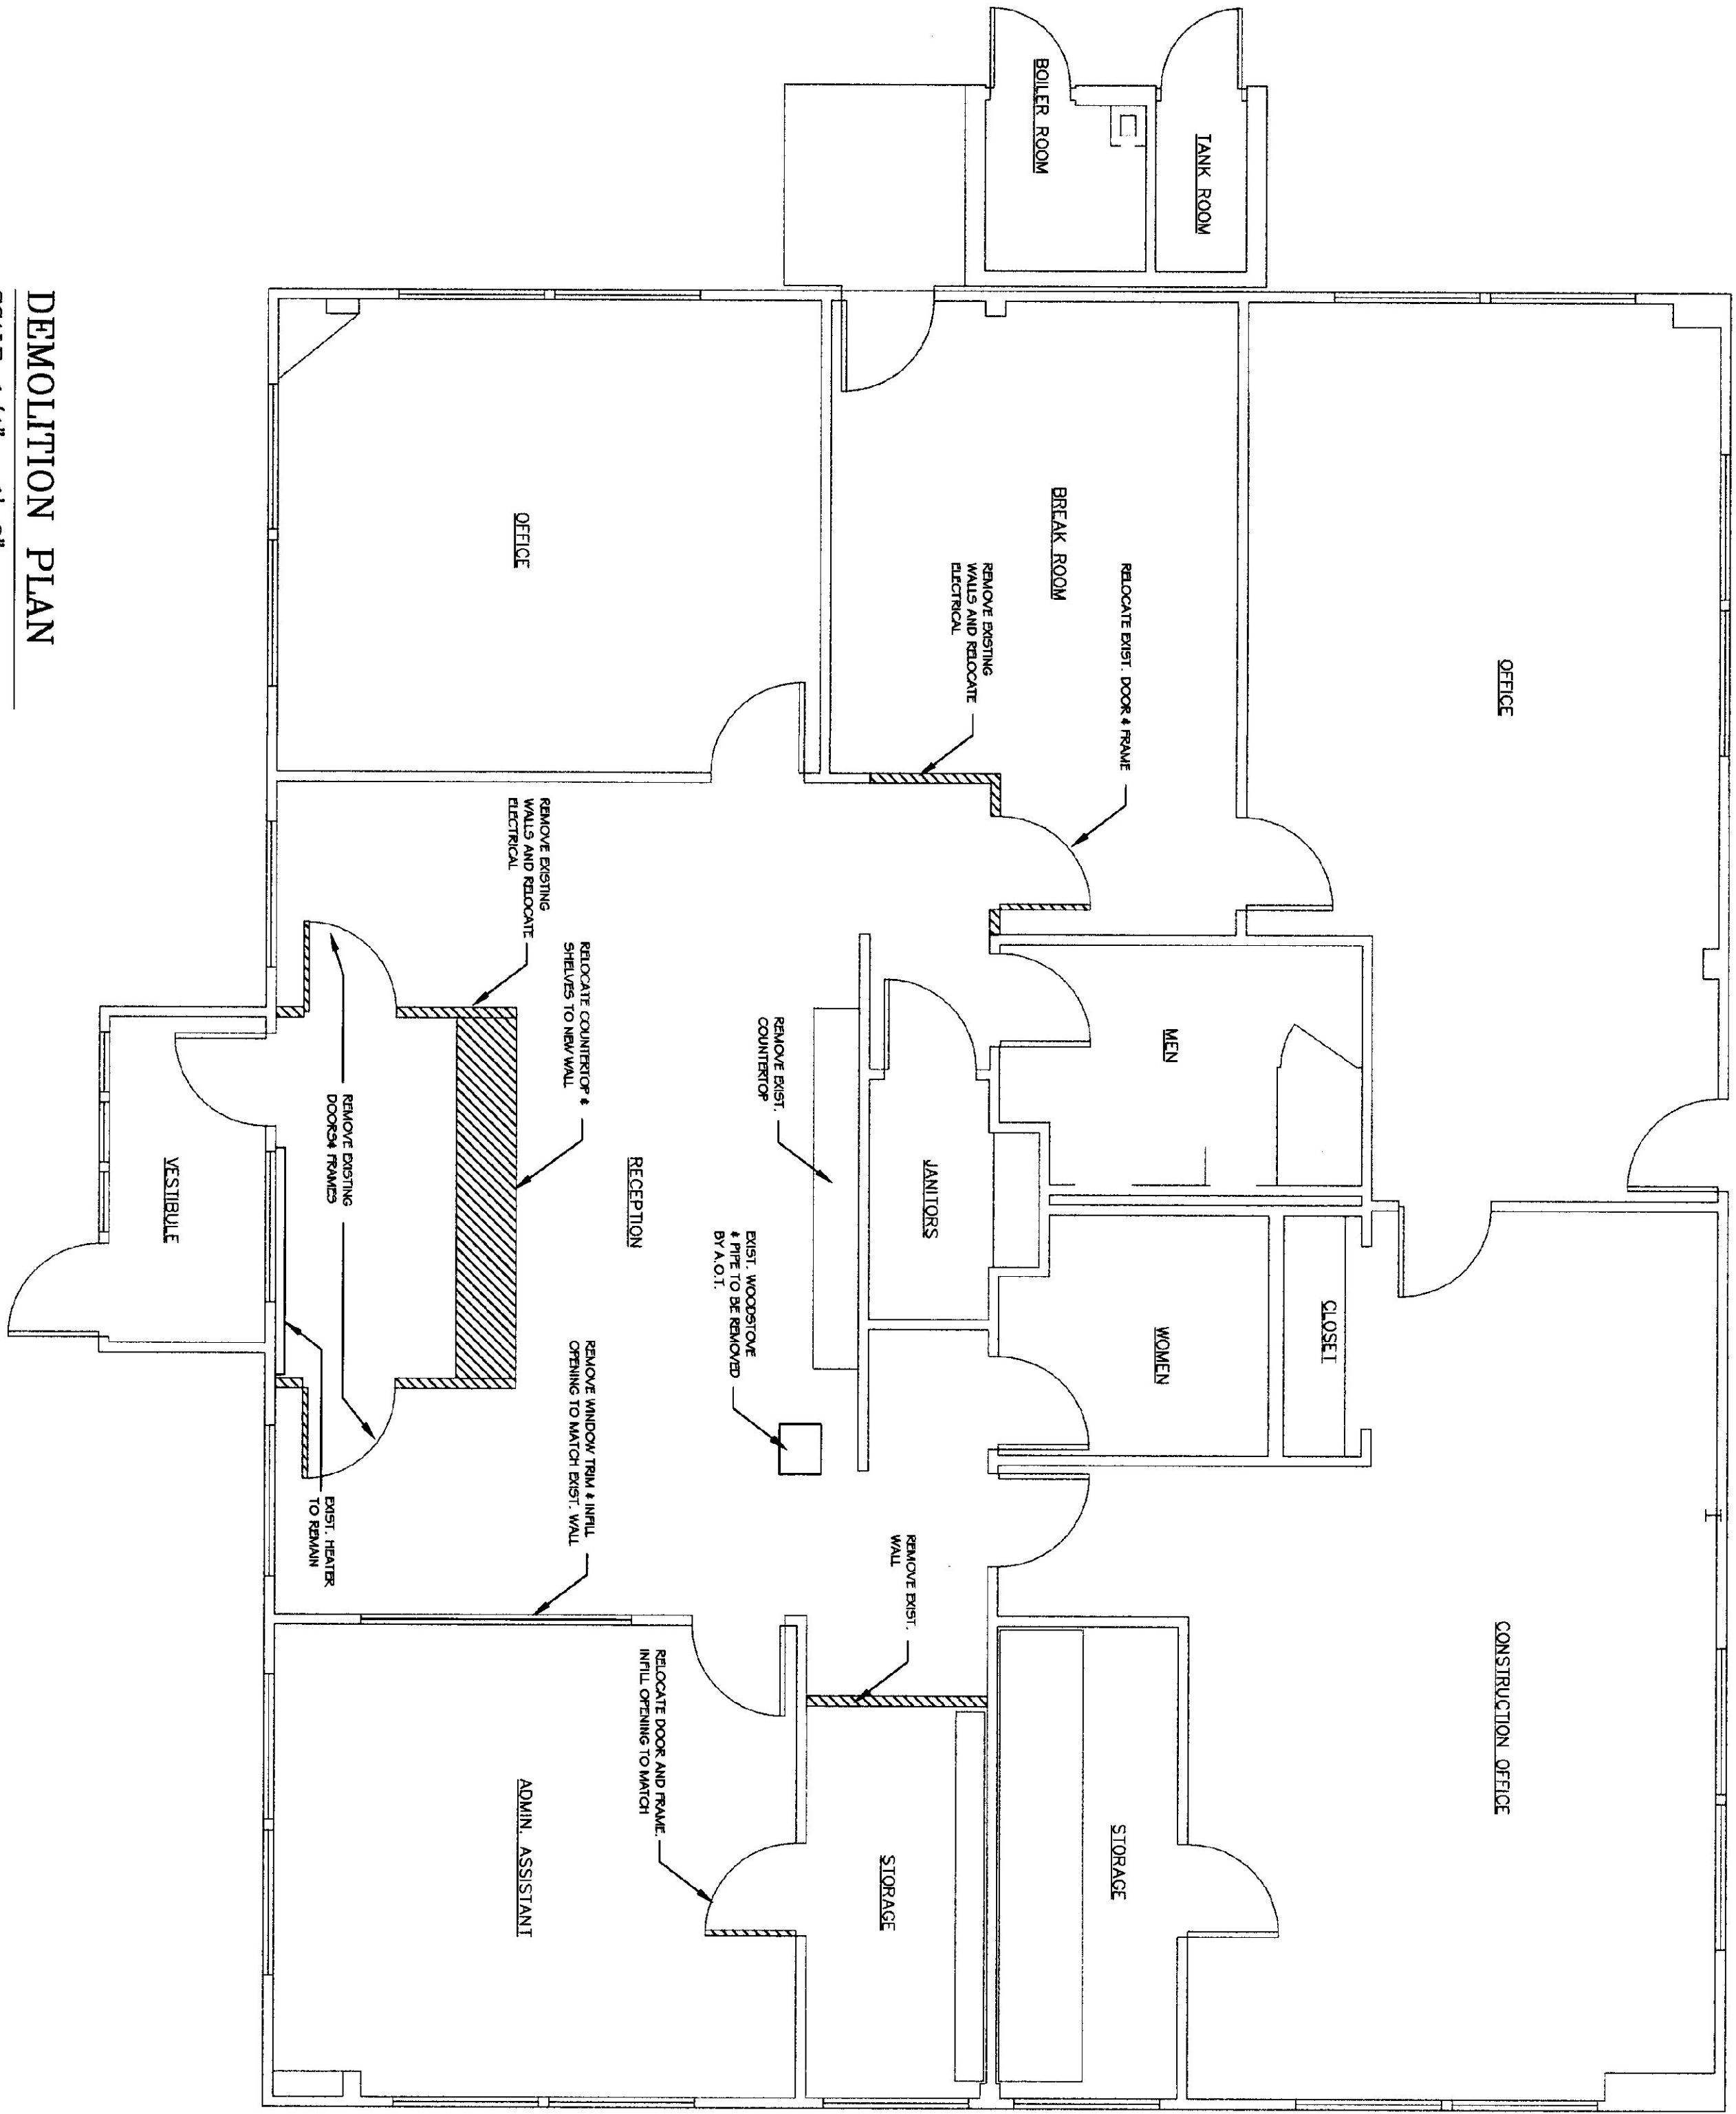 OFFICE
CONSTRUCTION OFFICE
CLOSET
TANK ROOM
MEN
WOMEN
STORAGE
RELOCATE EXIST. DOOR & FRAME
BOILER ROOM
BREAK ROOM
REMOVE EXISTING
WALLS AND RELOCATE
ELECTRICAL
JANITORS
REMOVE EXIST.
WALL
STORAGE
REMOVE EXIST.
COUNTERTOP
EXIST. WOODSTOVE
& PIPE TO BE REMOVED
BY A.O.T.
RELOCATE DOOR AND FRAME.
INFILL OPENING TO MATCH
RECEPTION
REMOVE WINDOW TRIM & INFILL
OPENING TO MATCH EXIST. WALL
RELOCATE COUNTERTOP &
SHELVES TO NEW WALL
OFFICE
REMOVE EXISTING
WALLS AND RELOCATE
ELECTRICAL
ADMIN. ASSISTANT
REMOVE EXISTING
DOORS& FRAMES
EXIST. HEATER
TO REMAIN
VESTIBULE
DEMOLITION PLAN